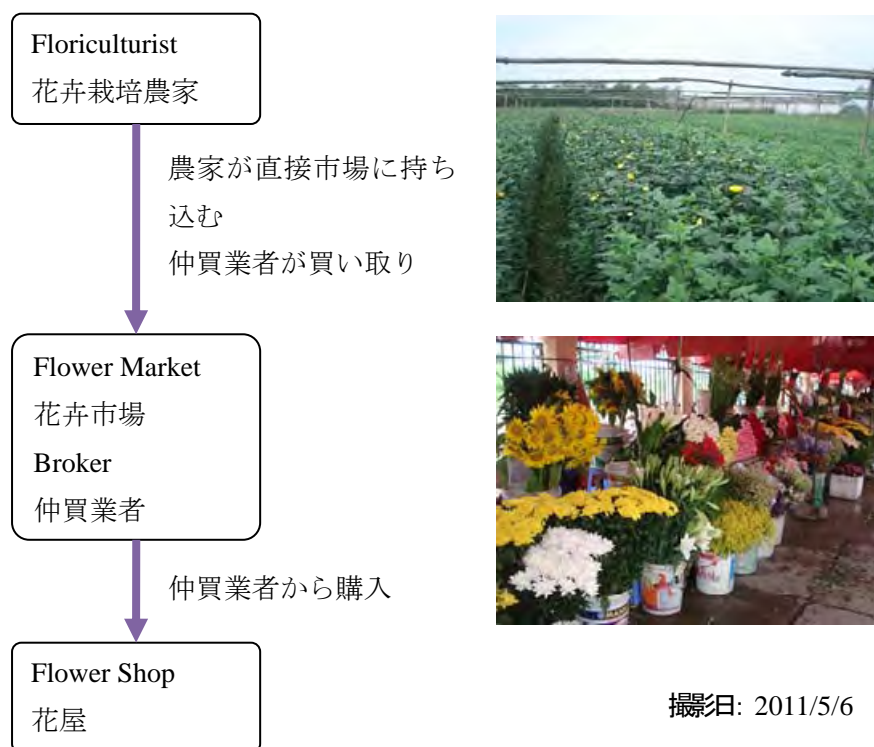 Floriculturist
花卉栽培農家
農家が直接市場に持ち
込む
仲買業者が買い取り
Flower Market
花卉市場
Broker
仲買業者
仲買業者から購入
Flower Shop
花屋
撮影日: 2011/5/6